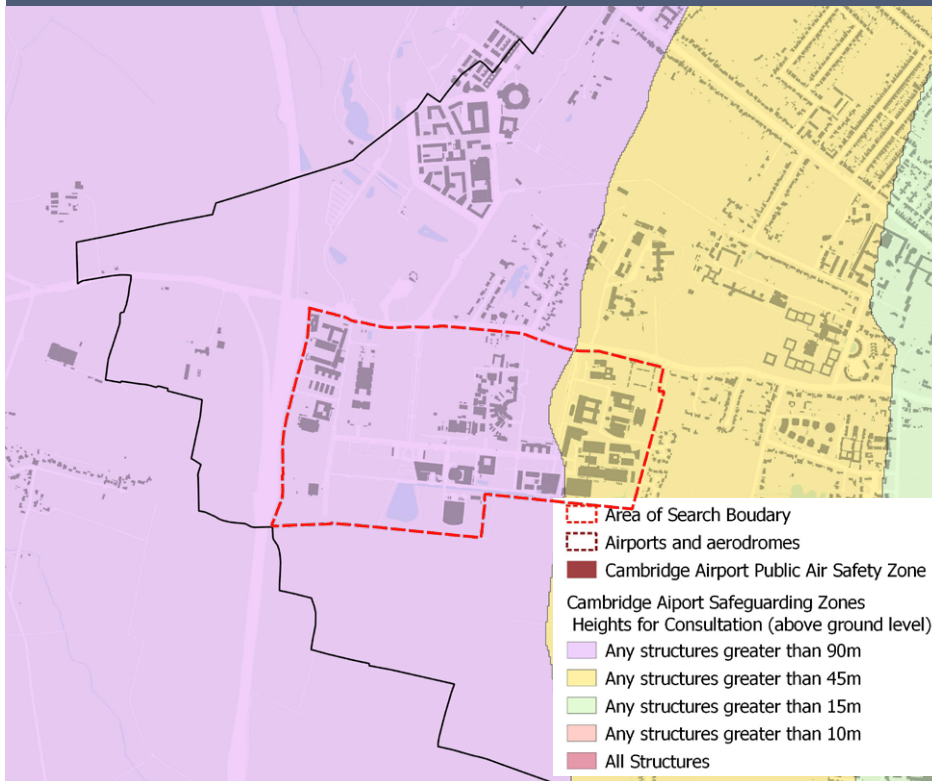 Area of Search Boudary
Airports and aerodromes
Cambridge Airport Public Air Safety Zone
Cambridge Aiport Safeguarding Zones
Heights for Consultation (above ground level)
Any structures greater than 90m
Any structures greater than 45m
Any structures greater than 15m
Any structures greater than 10m
All Structures